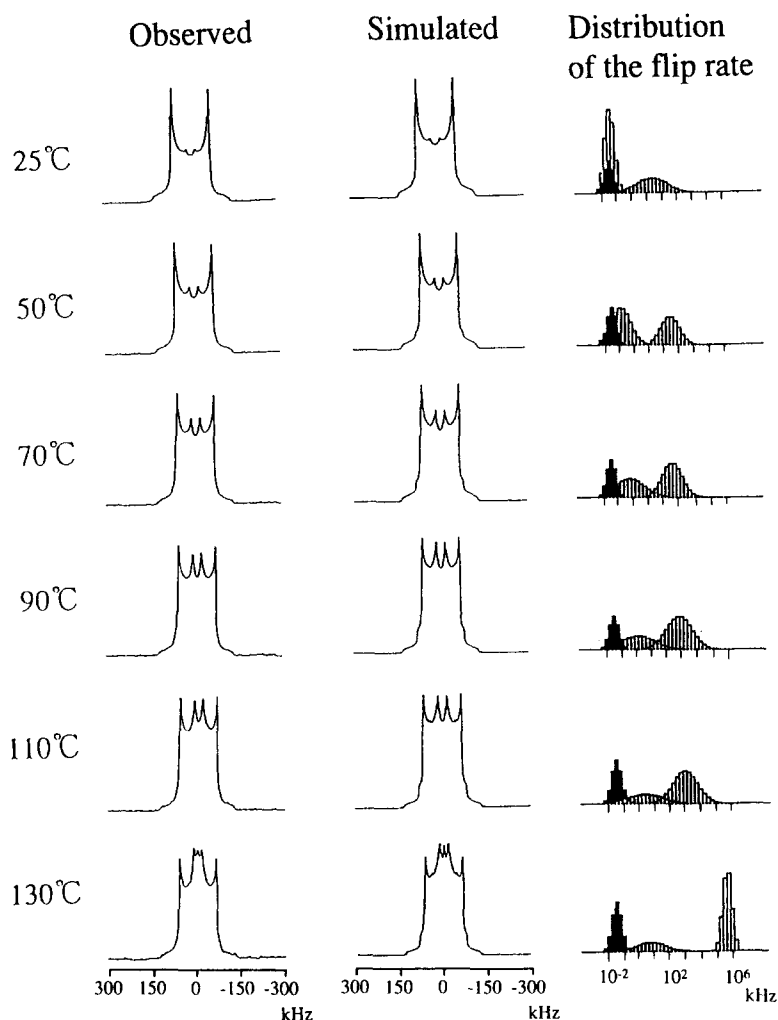 Observed
Simulated
Distribution
of the flip rate
25℃
50℃
70℃
90℃
110℃
130℃
300 150 0 -150 -300
kHz
300 150 0 -150 -300
kHz
10⁻² 10² 10⁶
kHz